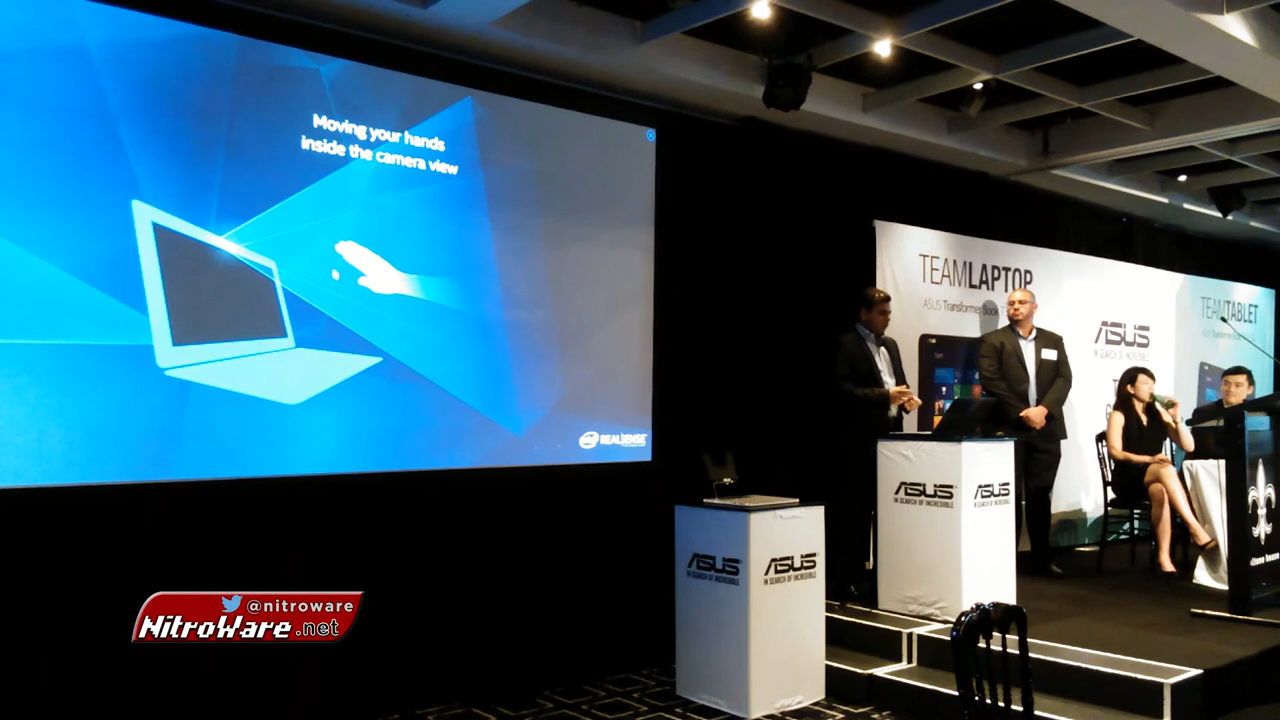 Moving your hands
inside the camera view
intel REALSENSE
TEAMLAPTOP
ASUS Transformer Book
ASUS
IN SEARCH OF INCREDIBLE
TEAMTABLET
ASUS
IN SEARCH OF INCREDIBLE
ASUS
IN SEARCH OF INCREDIBLE
ASUS
IN SEARCH OF INCREDIBLE
ASUS
IN SEARCH OF INCREDIBLE
@nitroware
NitroWare.net